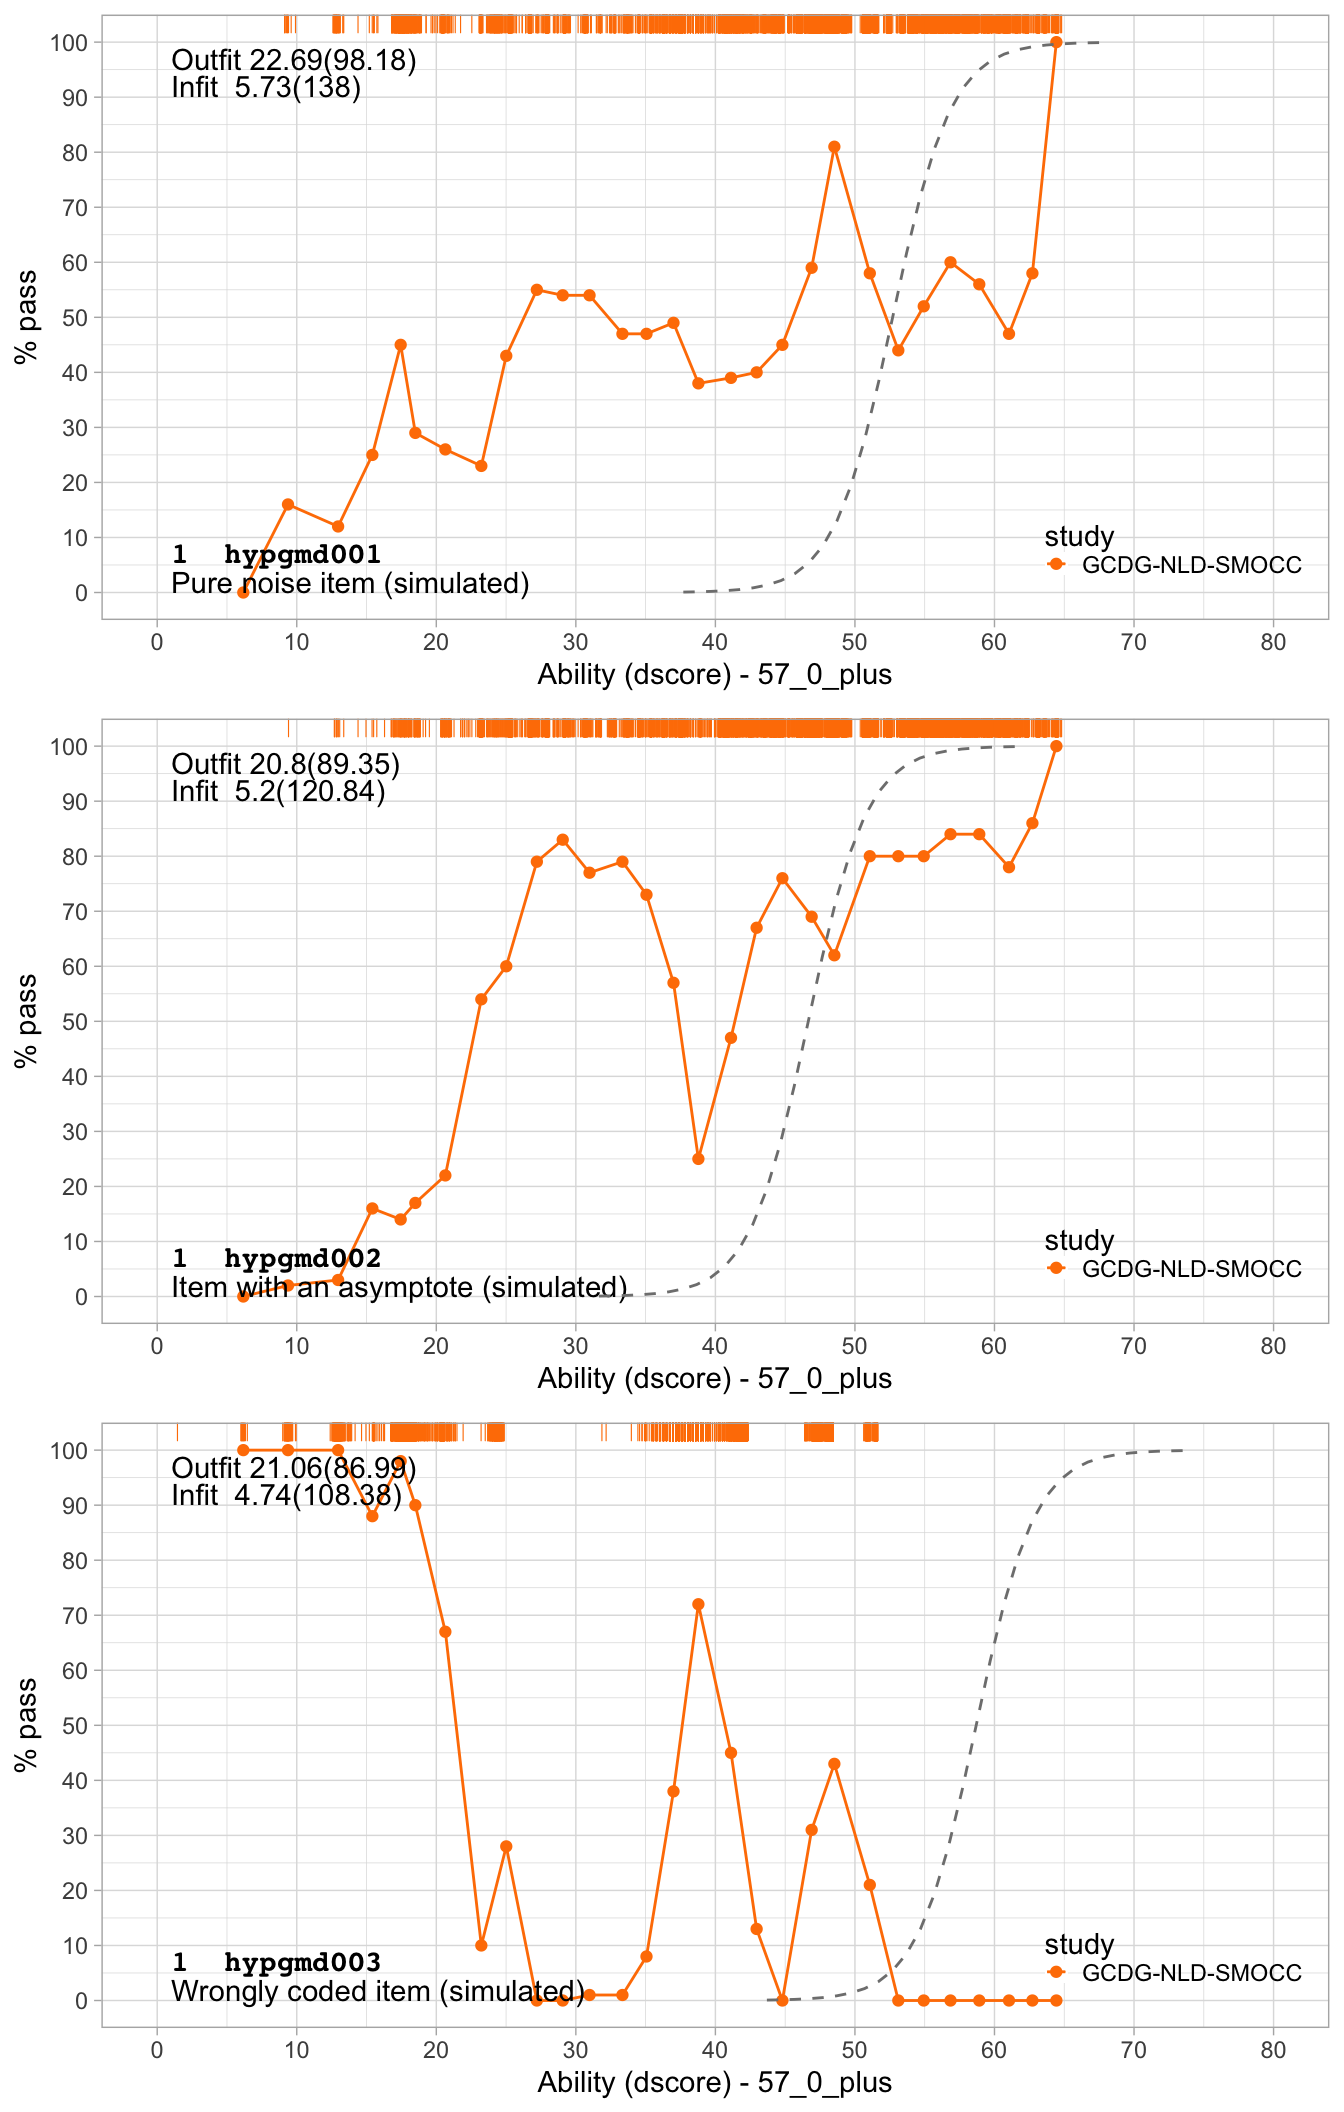 100
90
80
70
60
50
40
30
20
10
0
% pass
Outfit 22.69(98.18)
Infit 5.73(138)
1 hypgmd001
Pure noise item (simulated)
study
GCDG-NLD-SMOCC
0 10 20 30 40 50 60 70 80
Ability (dscore) - 57_0_plus
100
90
80
70
60
50
40
30
20
10
0
% pass
Outfit 20.8(89.35)
Infit 5.2(120.84)
1 hypgmd002
Item with an asymptote (simulated)
study
GCDG-NLD-SMOCC
0 10 20 30 40 50 60 70 80
Ability (dscore) - 57_0_plus
100
90
80
70
60
50
40
30
20
10
0
% pass
Outfit 21.06(86.99)
Infit 4.74(108.38)
1 hypgmd003
Wrongly coded item (simulated)
study
GCDG-NLD-SMOCC
0 10 20 30 40 50 60 70 80
Ability (dscore) - 57_0_plus